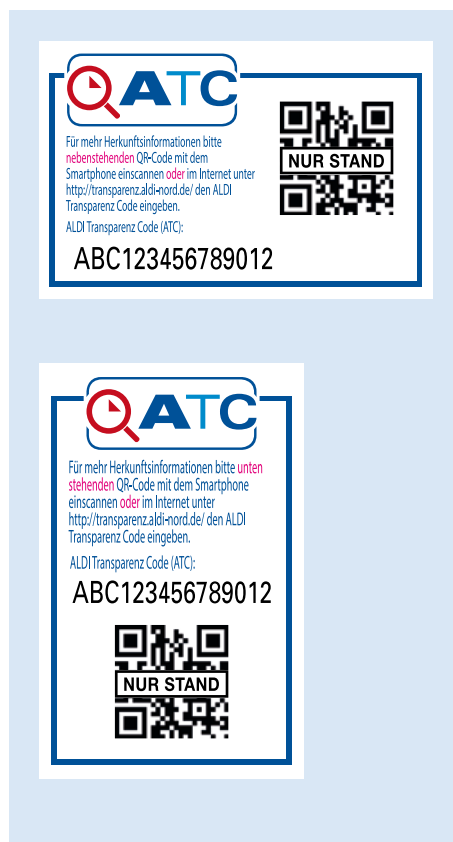 ATC
Für mehr Herkunftsinformationen bitte
nebenstehenden QR-Code mit dem
Smartphone einscannen oder im Internet unter
http://transparenz.aldi-nord.de/ den ALDI
Transparenz Code eingeben.
ALDI Transparenz Code (ATC):
ABC123456789012
NUR STAND
ATC
Für mehr Herkunftsinformationen bitte unten
stehenden QR-Code mit dem Smartphone
einscannen oder im Internet unter
http://transparenz.aldi-nord.de/ den ALDI
Transparenz Code eingeben.
ALDI Transparenz Code (ATC):
ABC123456789012
NUR STAND